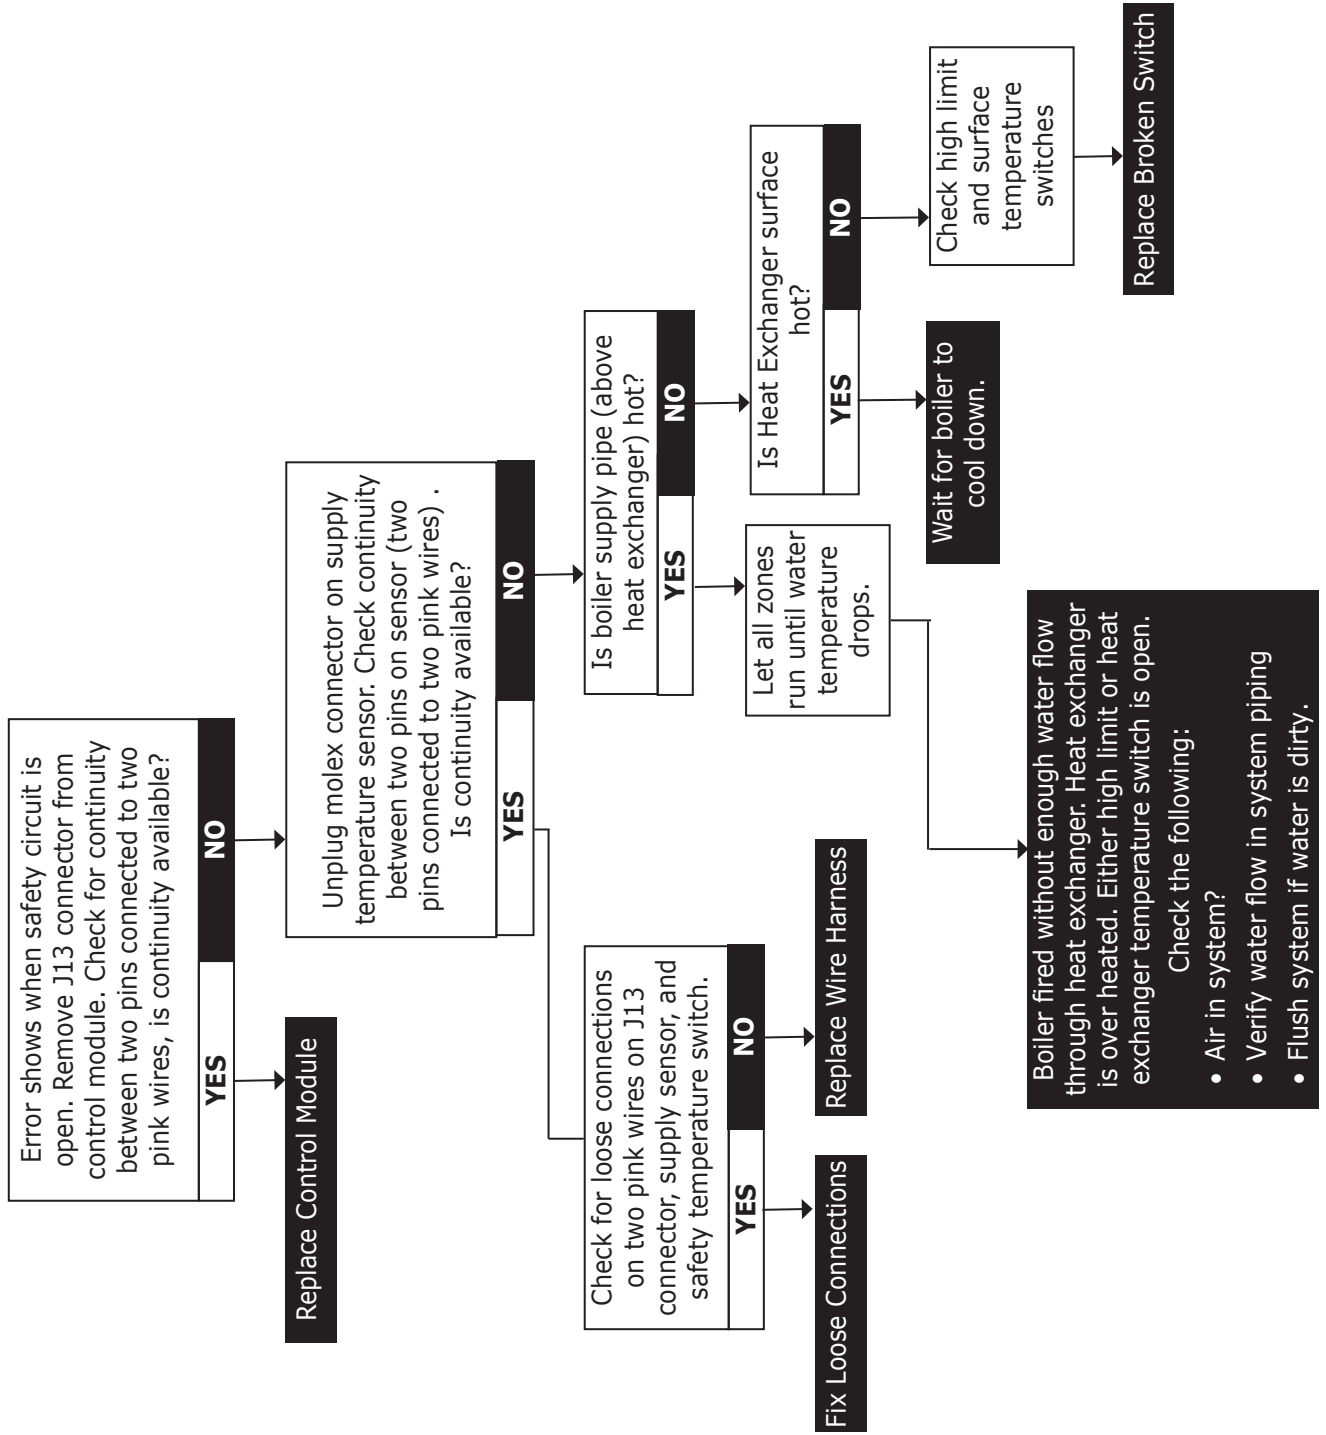 Error shows when safety circuit is
open. Remove J13 connector from
control module. Check for continuity
between two pins connected to two
pink wires, is continuity available?
YES
NO
Replace Control Module
Unplug molex connector on supply
temperature sensor. Check continuity
between two pins on sensor (two
pins connected to two pink wires) .
Is continuity available?
YES
NO
Check for loose connections
on two pink wires on J13
connector, supply sensor, and
safety temperature switch.
YES
NO
Fix Loose Connections
Replace Wire Harness
Is boiler supply pipe (above
heat exchanger) hot?
YES
NO
Let all zones
run until water
temperature
drops.
Boiler fired without enough water flow
through heat exchanger. Heat exchanger
is over heated. Either high limit or heat
exchanger temperature switch is open.
Check the following:
• Air in system?
• Verify water flow in system piping
• Flush system if water is dirty.
Is Heat Exchanger surface
hot?
YES
NO
Wait for boiler to
cool down.
Check high limit
and surface
temperature
switches
Replace Broken Switch